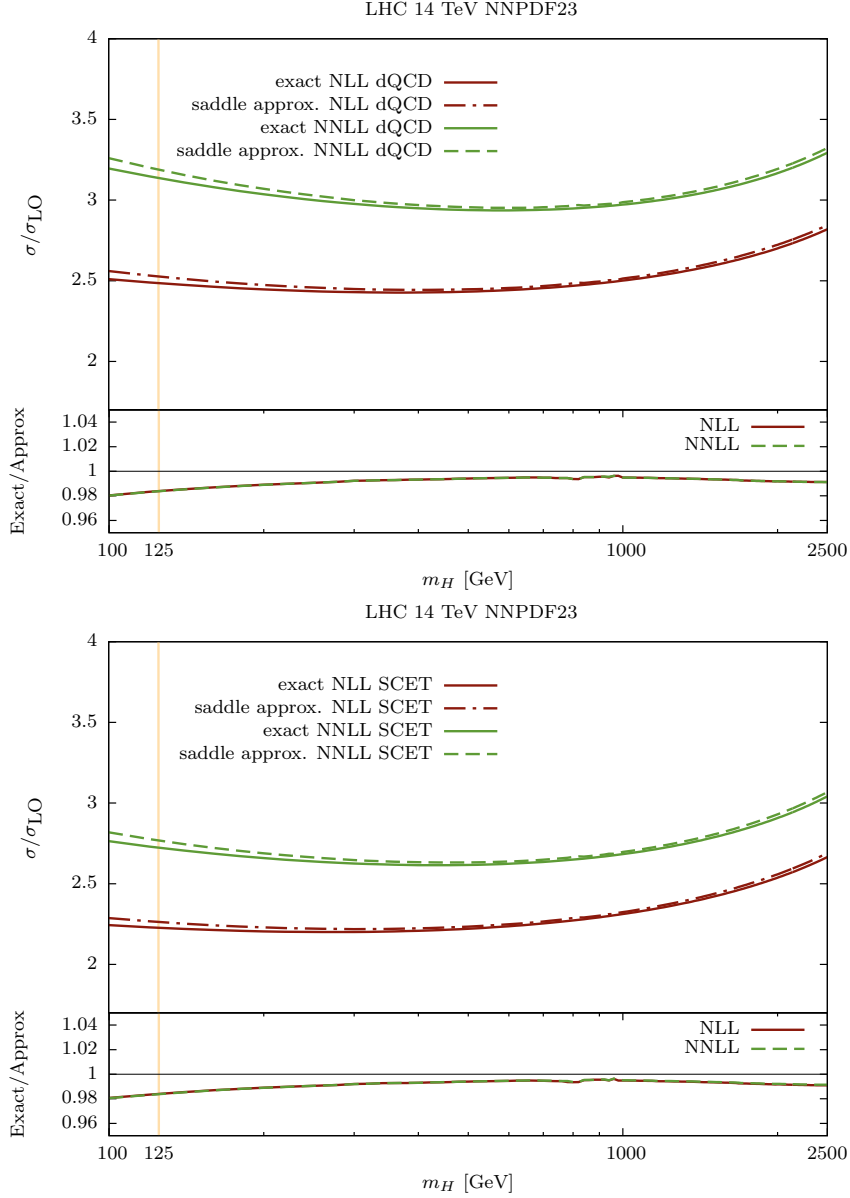 LHC 14 TeV NNPDF23
4
3.5
3
2.5
2
σ/σLO
exact NLL dQCD
saddle approx. NLL dQCD
exact NNLL dQCD
saddle approx. NNLL dQCD
1.04
1.02
1
0.98
0.96
Exact/Approx
NLL
NNLL
100 125 1000 2500
mH [GeV]
LHC 14 TeV NNPDF23
4
3.5
3
2.5
2
σ/σLO
exact NLL SCET
saddle approx. NLL SCET
exact NNLL SCET
saddle approx. NNLL SCET
1.04
1.02
1
0.98
0.96
Exact/Approx
NLL
NNLL
100 125 1000 2500
mH [GeV]